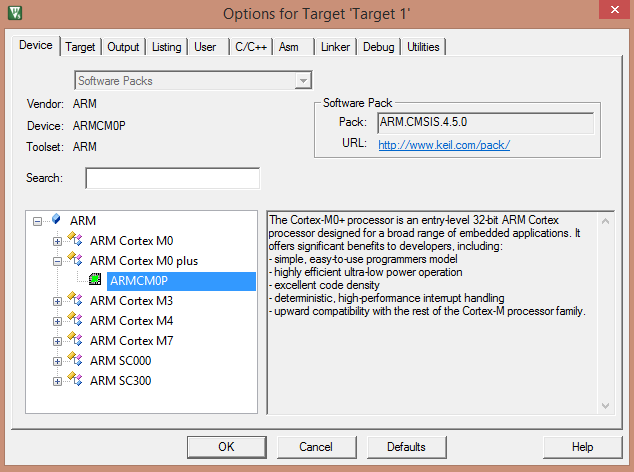 Options for Target 'Target 1'
Device Target Output Listing User C/C++ Asm Linker Debug Utilities
Software Packs
Vendor: ARM
Device: ARMCM0P
Toolset: ARM
Search:
Software Pack
Pack: ARM.CMSIS.4.5.0
URL: http://www.keil.com/pack/
ARM
ARM Cortex M0
ARM Cortex M0 plus
ARMCM0P
ARM Cortex M3
ARM Cortex M4
ARM Cortex M7
ARM SC000
ARM SC300
The Cortex-M0+ processor is an entry-level 32-bit ARM Cortex
processor designed for a broad range of embedded applications. It
offers significant benefits to developers, including:
- simple, easy-to-use programmers model
- highly efficient ultra-low power operation
- excellent code density
- deterministic, high-performance interrupt handling
- upward compatibility with the rest of the Cortex-M processor family.
OK Cancel Defaults Help